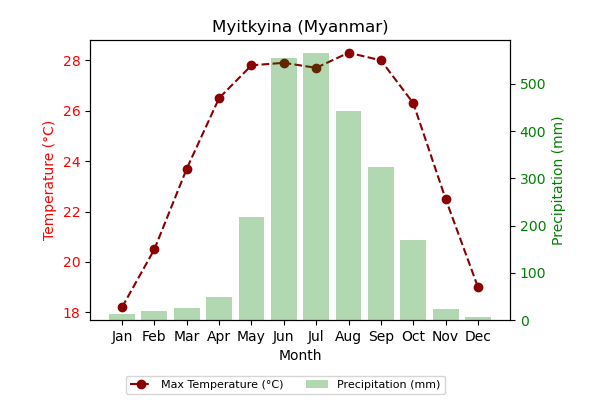 Myitkyina (Myanmar)
Temperature (°C)
28
26
24
22
20
18
500
400
300
200
100
0
Precipitation (mm)
Jan Feb Mar Apr May Jun Jul Aug Sep Oct Nov Dec
Month
Max Temperature (°C) Precipitation (mm)